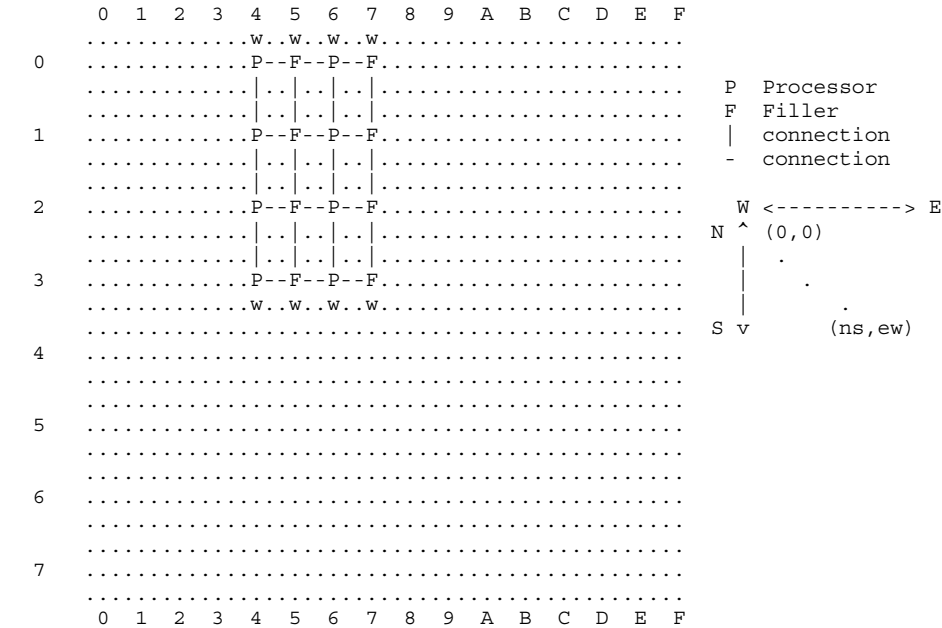 0  1  2  3  4  5  6  7  8  9  A  B  C  D  E  F
    .............w..w..w..w........................
0   .............P--F--P--F........................
    .............|..|..|..|........................   P  Processor
    .............|..|..|..|........................   F  Filler
1   .............P--F--P--F........................   |  connection
    .............|..|..|..|........................   -  connection
    .............|..|..|..|........................
2   .............P--F--P--F........................    W <----------> E
    .............|..|..|..|........................  N ^ (0,0)
    .............|..|..|..|........................    |  .
3   .............P--F--P--F........................    |    .
    .............w..w..w..w........................    |       .
    ...............................................  S v      (ns,ew)
4   ...............................................
    ...............................................
    ...............................................
5   ...............................................
    ...............................................
    ...............................................
6   ...............................................
    ...............................................
    ...............................................
7   ...............................................
    ...............................................
     0  1  2  3  4  5  6  7  8  9  A  B  C  D  E  F